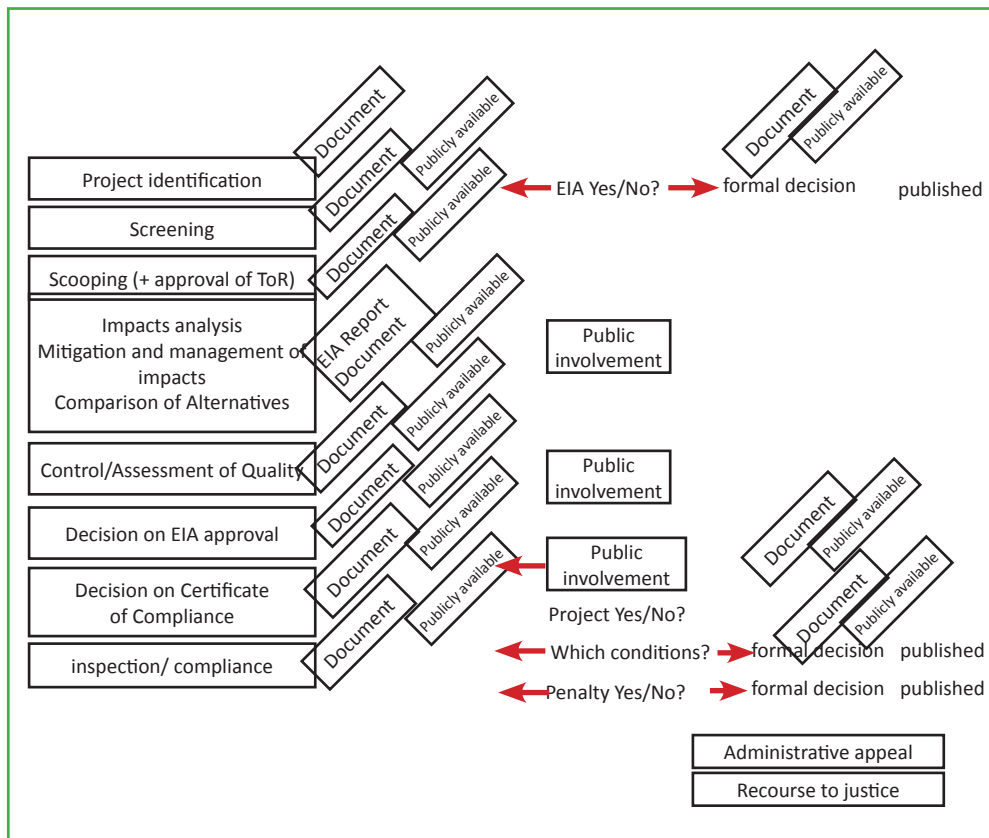 Document
Publicly available
Document
Publicly available
Project identification
Document
Publicly available
EIA Yes/No?
formal decision
published
Screening
Document
Publicly available
Scooping (+ approval of ToR)
Impacts analysis
Mitigation and management of
impacts
Comparison of Alternatives
EIA Report
Document
Publicly available
Public
involvement
Control/Assessment of Quality
Document
Publicly available
Public
involvement
Decision on EIA approval
Document
Publicly available
Public
involvement
Document
Publicly available
Decision on Certificate
of Compliance
Document
Publicly available
Project Yes/No?
Document
Publicly available
inspection/ compliance
Document
Publicly available
Which conditions?
formal decision
published
Penalty Yes/No?
formal decision
published
Administrative appeal
Recourse to justice